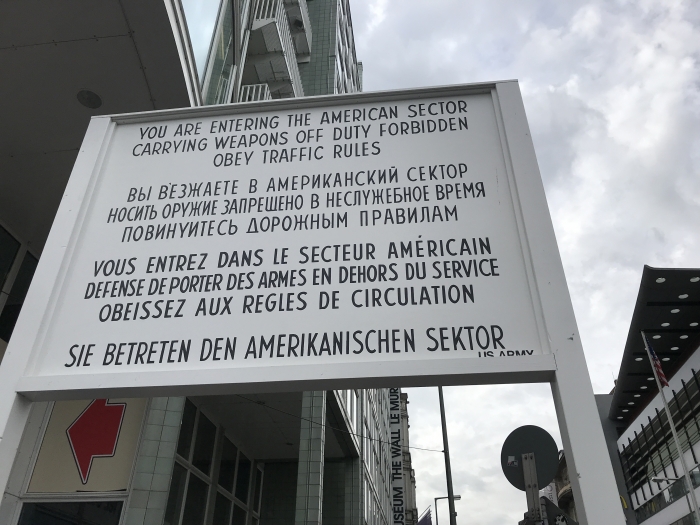 YOU ARE ENTERING THE AMERICAN SECTOR
CARRYING WEAPONS OFF DUTY FORBIDDEN
OBEY TRAFFIC RULES
ВЫ ВЪЕЗЖАЕТЕ В АМЕРИКАНСКИЙ СЕКТОР
НОСИТЬ ОРУЖИЕ ЗАПРЕЩЕНО В НЕСЛУЖЕБНОЕ ВРЕМЯ
ПОВИНУЙТЕСЬ ДОРОЖНЫМ ПРАВИЛАМ
VOUS ENTREZ DANS LE SECTEUR AMÉRICAIN
DEFENSE DE PORTER DES ARMES EN DEHORS DU SERVICE
OBEISSEZ AUX REGLES DE CIRCULATION
SIE BETRETEN DEN AMERIKANISCHEN SEKTOR
US ARMY
THE WALL LE MUR